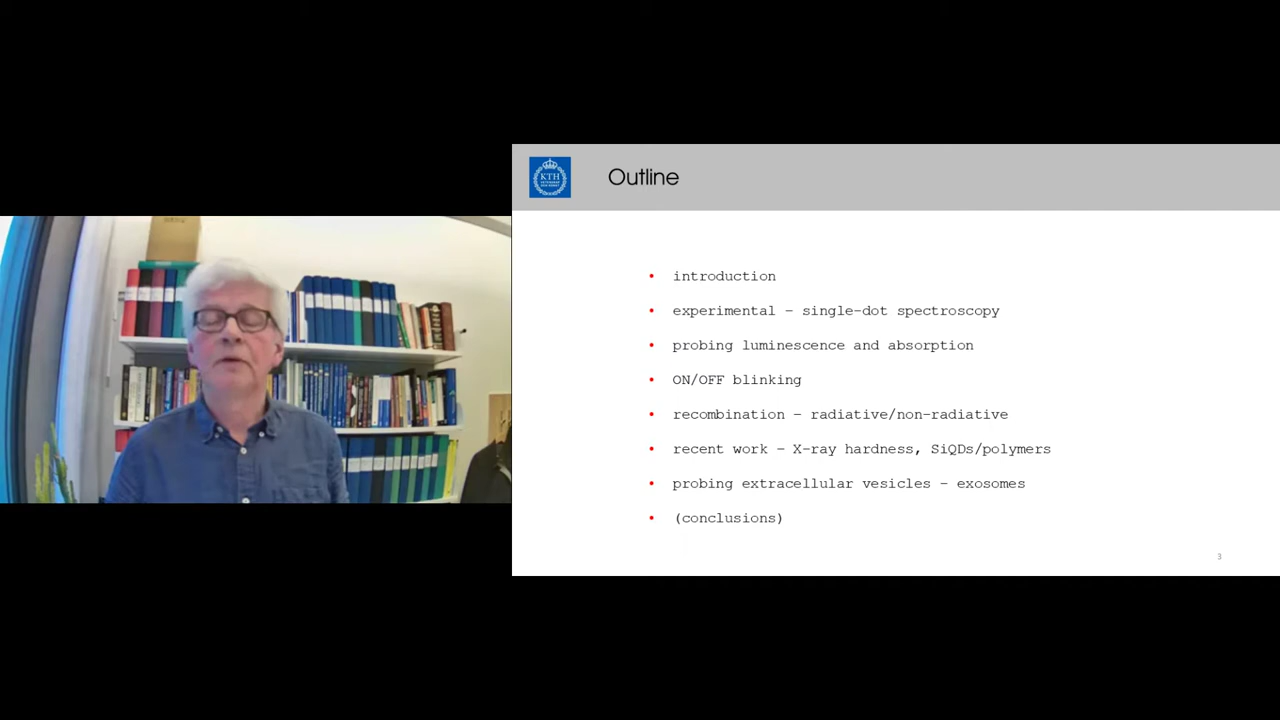 KTH
Outline
• introduction
• experimental – single-dot spectroscopy
• probing luminescence and absorption
• ON/OFF blinking
• recombination – radiative/non-radiative
• recent work – X-ray hardness, SiQDs/polymers
• probing extracellular vesicles – exosomes
• (conclusions)
3